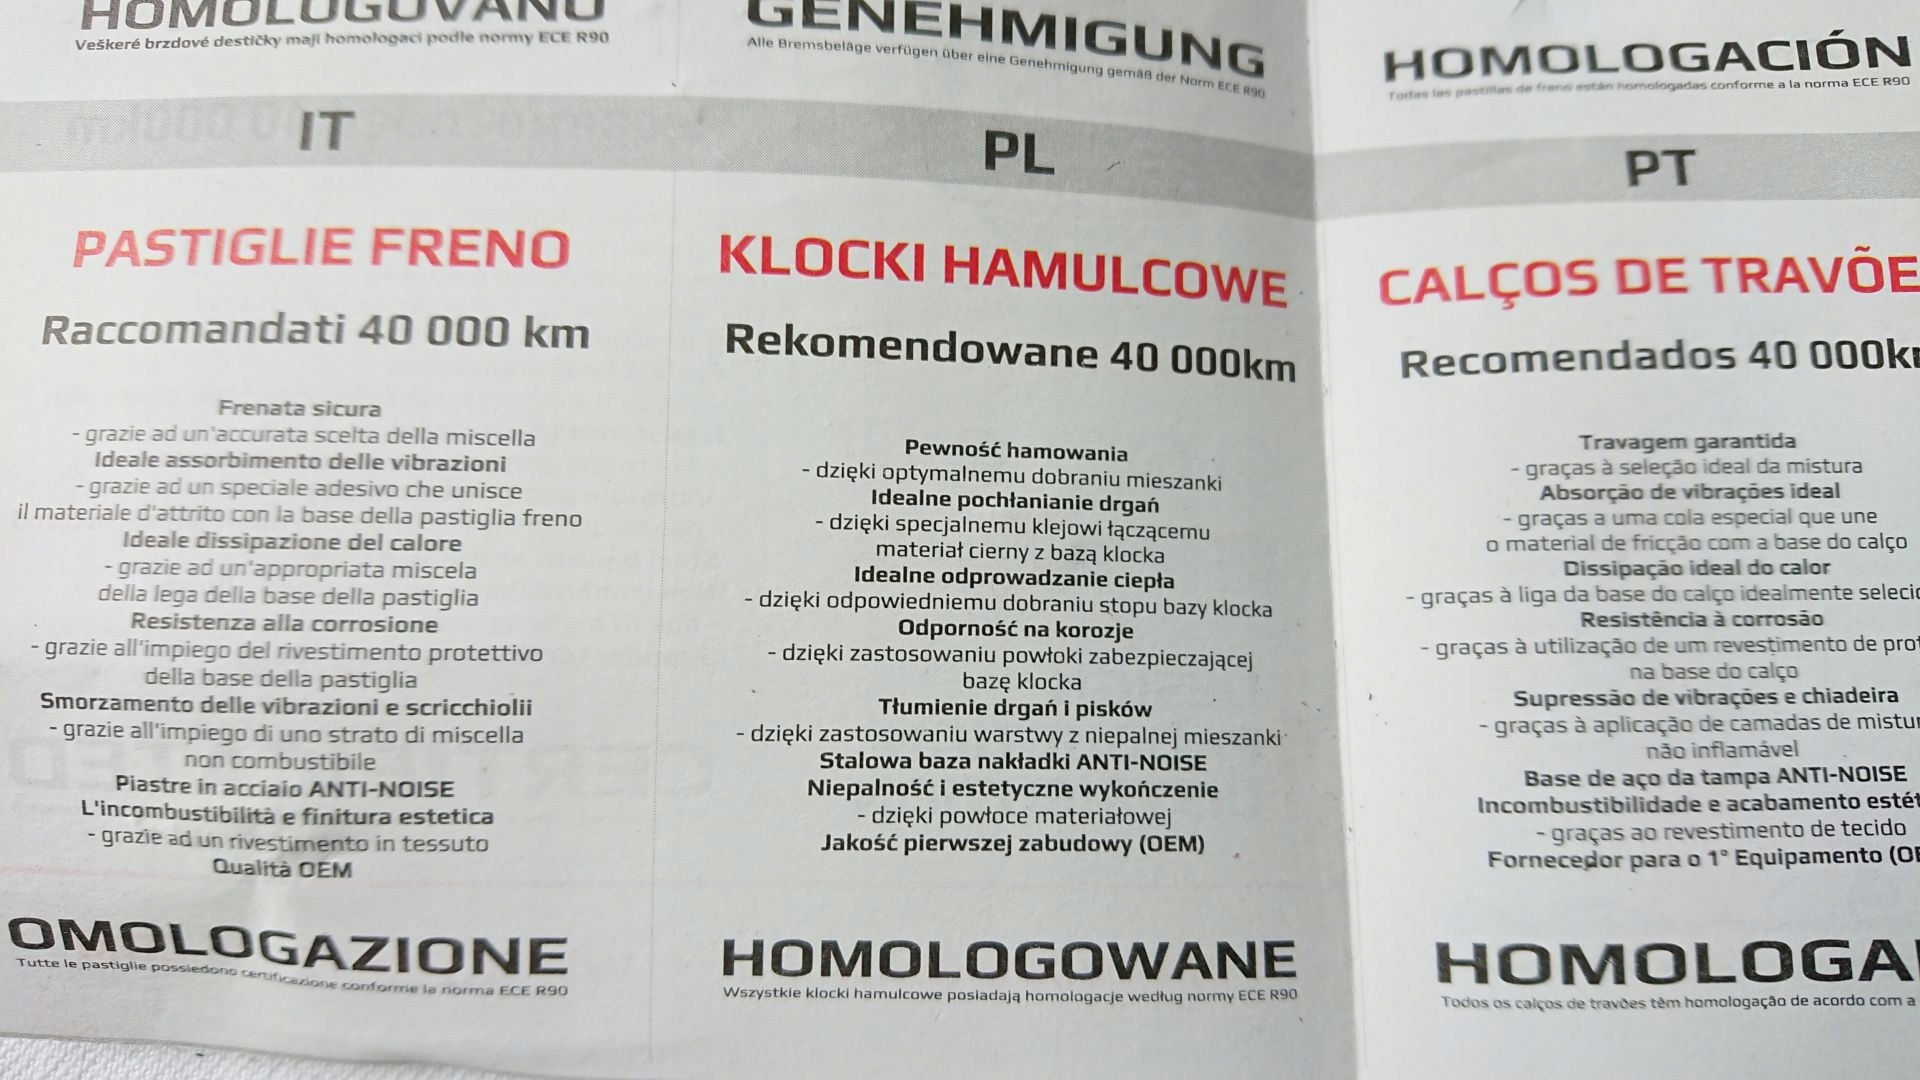 HOMOLOGOVÁNO
Veškeré brzdové destičky mají homologaci podle normy ECE R90
GENEHMIGUNG
Alle Bremsbeläge verfügen über eine Genehmigung gemäß der Norm ECE R90
HOMOLOGACIÓN
Todas las pastillas de freno están homologadas conforme a la norma ECE R90
IT
PASTIGLIE FRENO
Raccomandati 40 000 km
Frenata sicura
- grazie ad un'accurata scelta della miscella
Ideale assorbimento delle vibrazioni
- grazie ad un speciale adesivo che unisce
il materiale d'attrito con la base della pastiglia freno
Ideale dissipazione del calore
- grazie ad un'appropriata miscela
della lega della base della pastiglia
Resistenza alla corrosione
- grazie all'impiego del rivestimento protettivo
della base della pastiglia
Smorzamento delle vibrazioni e scricchiolii
- grazie all'impiego di uno strato di miscella
non combustibile
Piastre in acciaio ANTI-NOISE
L'incombustibilità e finitura estetica
- grazie ad un rivestimento in tessuto
Qualità OEM
OMOLOGAZIONE
Tutte le pastiglie possiedono certificazione conforme la norma ECE R90
PL
KLOCKI HAMULCOWE
Rekomendowane 40 000km
Pewność hamowania
- dzięki optymalnemu dobraniu mieszanki
Idealne pochłanianie drgań
- dzięki specjalnemu klejowi łączącemu
materiał cierny z bazą klocka
Idealne odprowadzanie ciepła
- dzięki odpowiedniemu dobraniu stopu bazy klocka
Odporność na korozje
- dzięki zastosowaniu powłoki zabezpieczającej
bazę klocka
Tłumienie drgań i pisków
- dzięki zastosowaniu warstwy z niepalnej mieszanki
Stalowa baza nakładki ANTI-NOISE
Niepalność i estetyczne wykończenie
- dzięki powłoce materiałowej
Jakość pierwszej zabudowy (OEM)
HOMOLOGOWANE
Wszystkie klocki hamulcowe posiadają homologacje według normy ECE R90
PT
CALÇOS DE TRAVÕE
Recomendados 40 000k
Travagem garantida
- graças à seleção ideal da mistura
Absorção de vibrações ideal
- graças a uma cola especial que une
o material de fricção com a base do calço
Dissipação ideal do calor
- graças à liga da base do calço idealmente selecio
Resistência à corrosão
- graças à utilização de um revestimento de prot
na base do calço
Supressão de vibrações e chiadeira
- graças à aplicação de camadas de mistur
não inflamável
Base de aço da tampa ANTI-NOISE
Incombustibilidade e acabamento estét
- graças ao revestimento de tecido
Fornecedor para o 1° Equipamento (OE
HOMOLOGA
Todos os calços de travões têm homologação de acordo com a